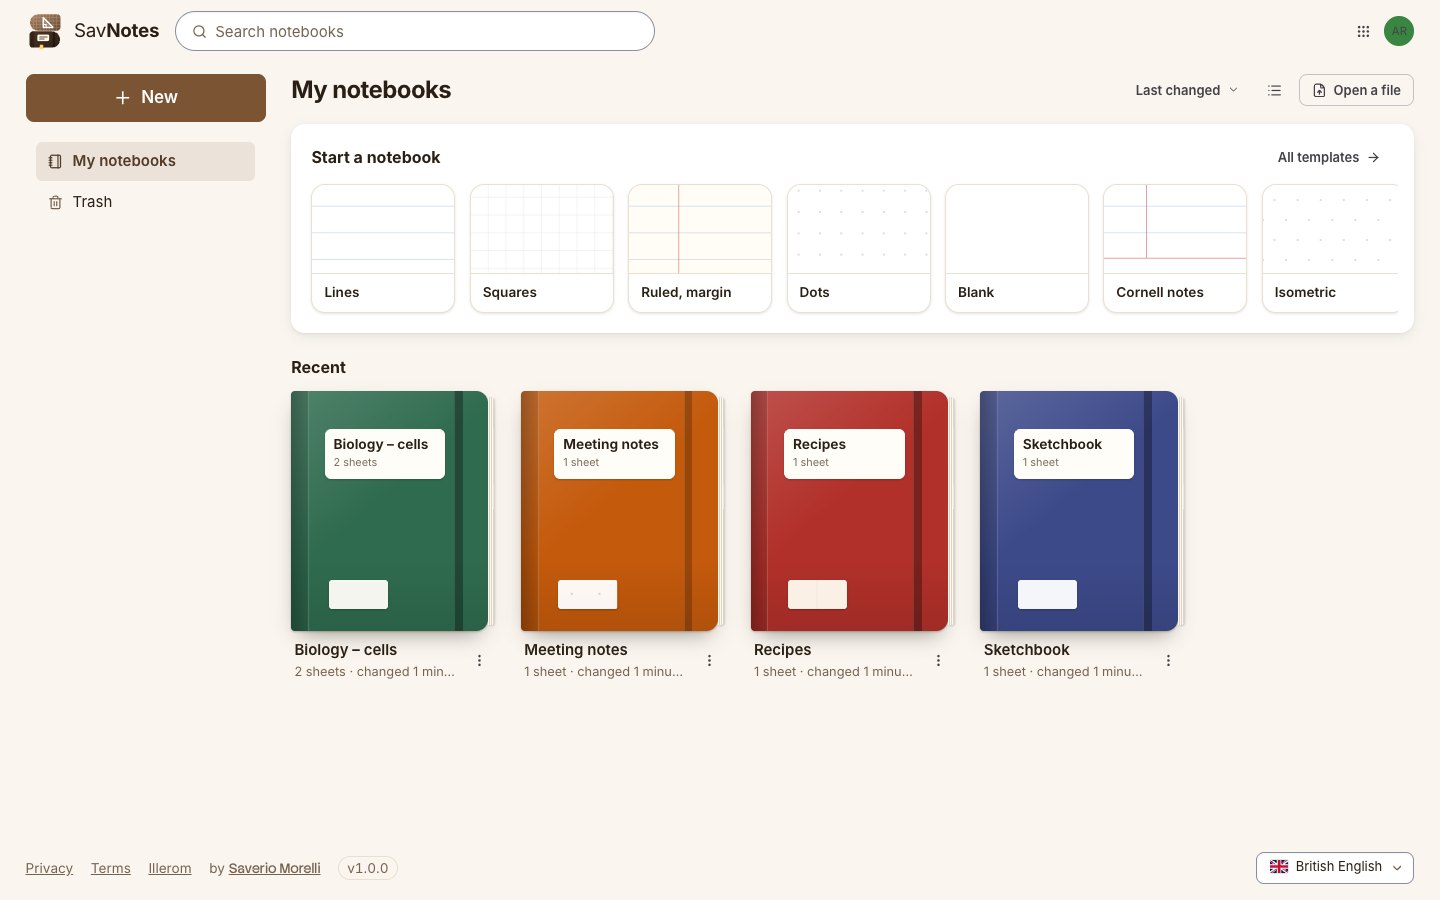 SavNotes
Search notebooks
AR
New
My notebooks
Last changed
Open a file
My notebooks
Trash
Start a notebook
All templates
Lines
Squares
Ruled, margin
Dots
Blank
Cornell notes
Isometric
Recent
Biology – cells
2 sheets
Meeting notes
1 sheet
Recipes
1 sheet
Sketchbook
1 sheet
Biology – cells
2 sheets · changed 1 min...
Meeting notes
1 sheet · changed 1 minu...
Recipes
1 sheet · changed 1 minu...
Sketchbook
1 sheet · changed 1 minu...
Privacy Terms Illerom by Saverio Morelli v1.0.0
British English